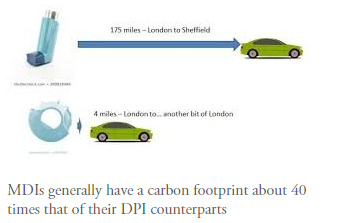 175 miles – London to Sheffield
4 miles – London to... another bit of London
MDIs generally have a carbon footprint about 40
times that of their DPI counterparts